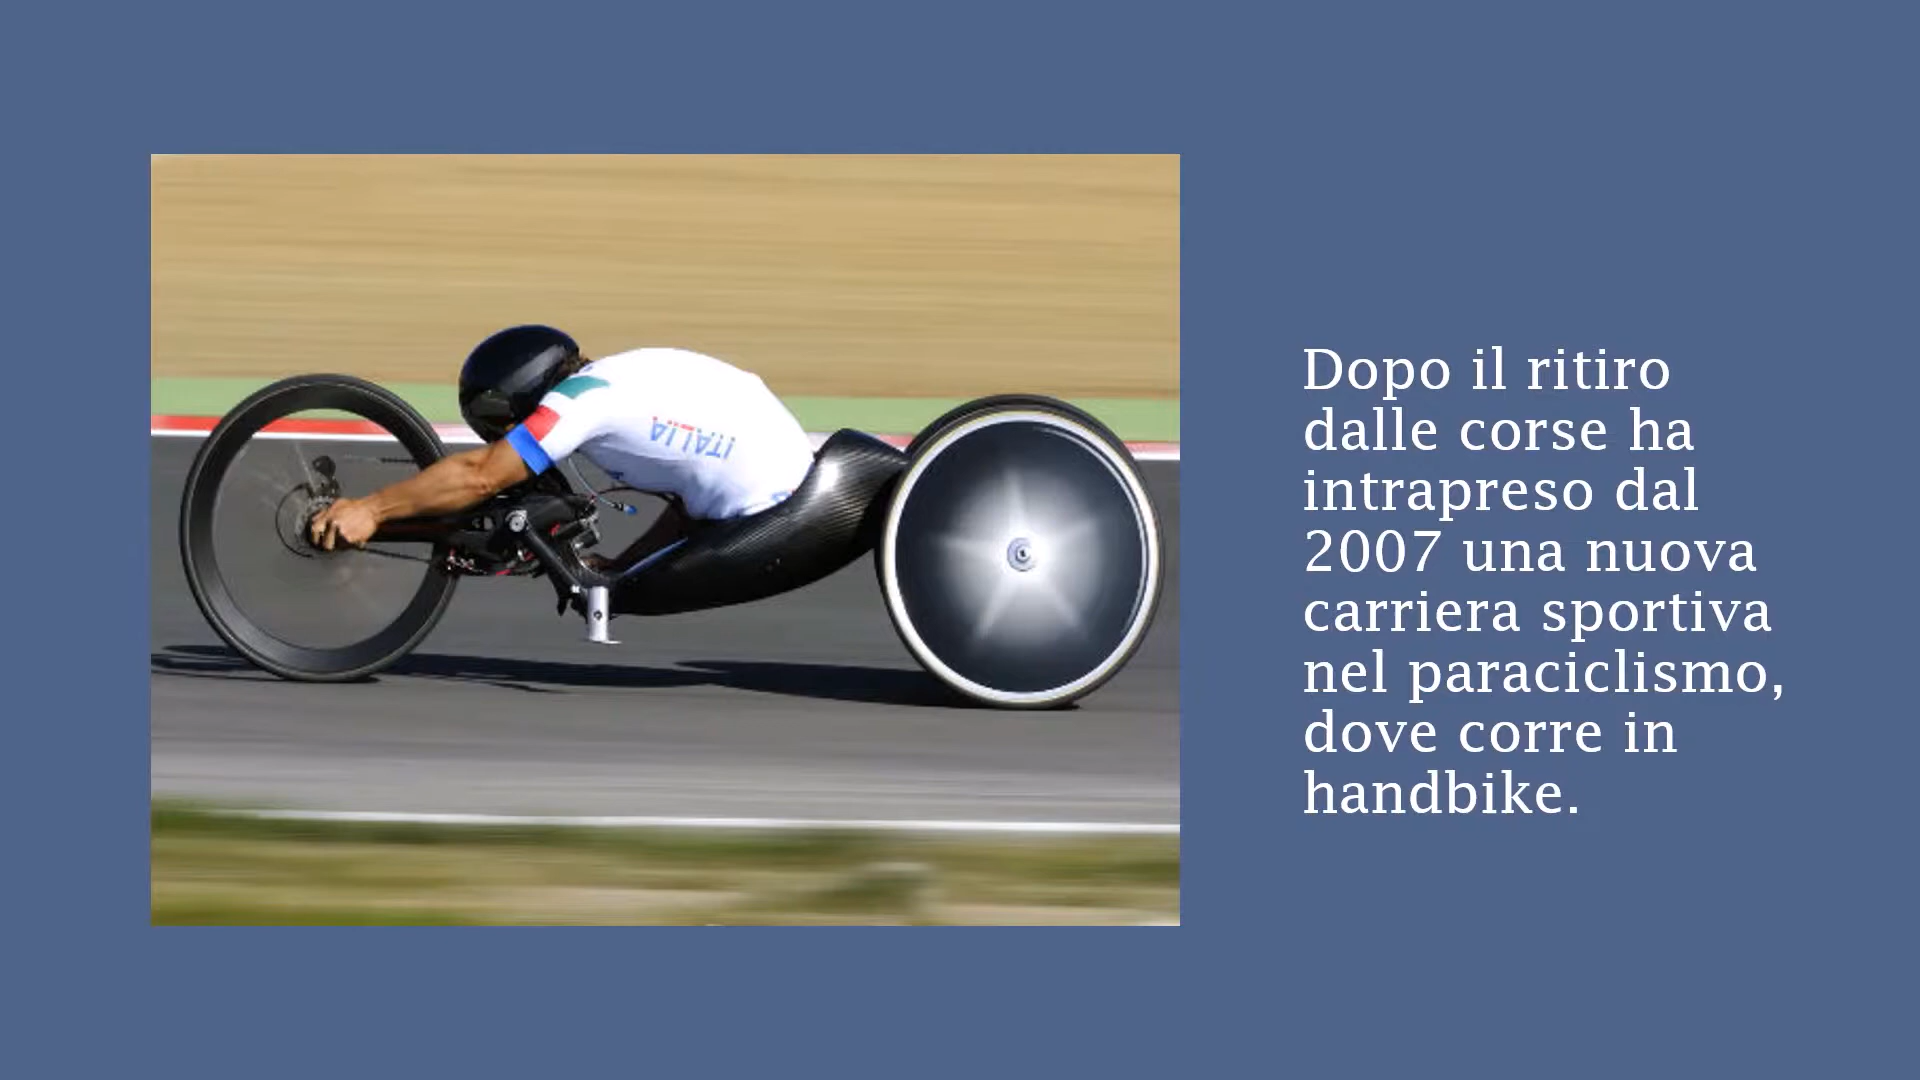 ITALIA
Dopo il ritiro
dalle corse ha
intrapreso dal
2007 una nuova
carriera sportiva
nel paraciclismo,
dove corre in
handbike.